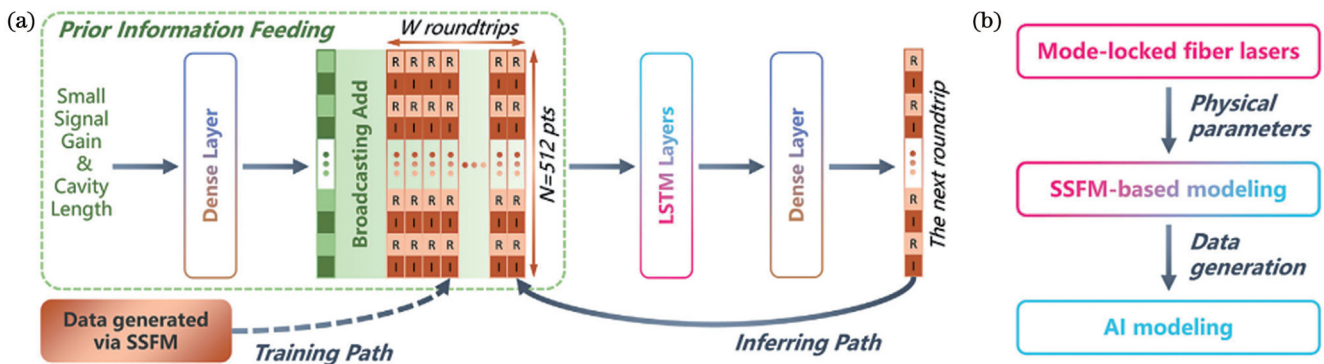 (a)
Prior Information Feeding
W roundtrips
Small
Signal
Gain
&
Cavity
Length
Dense Layer
Broadcasting Add
R R R R R R
I I I I I I
R R R R R R
I I I I I I
R R R R R R
I I I I I I
R R R R R R
I I I I I I
N=512 pts
LSTM Layers
Dense Layer
R
I
R
I
R
I
R
I
The next roundtrip
Data generated
via SSFM
Training Path
Inferring Path
(b)
Mode-locked fiber lasers
Physical
parameters
SSFM-based modeling
Data
generation
AI modeling